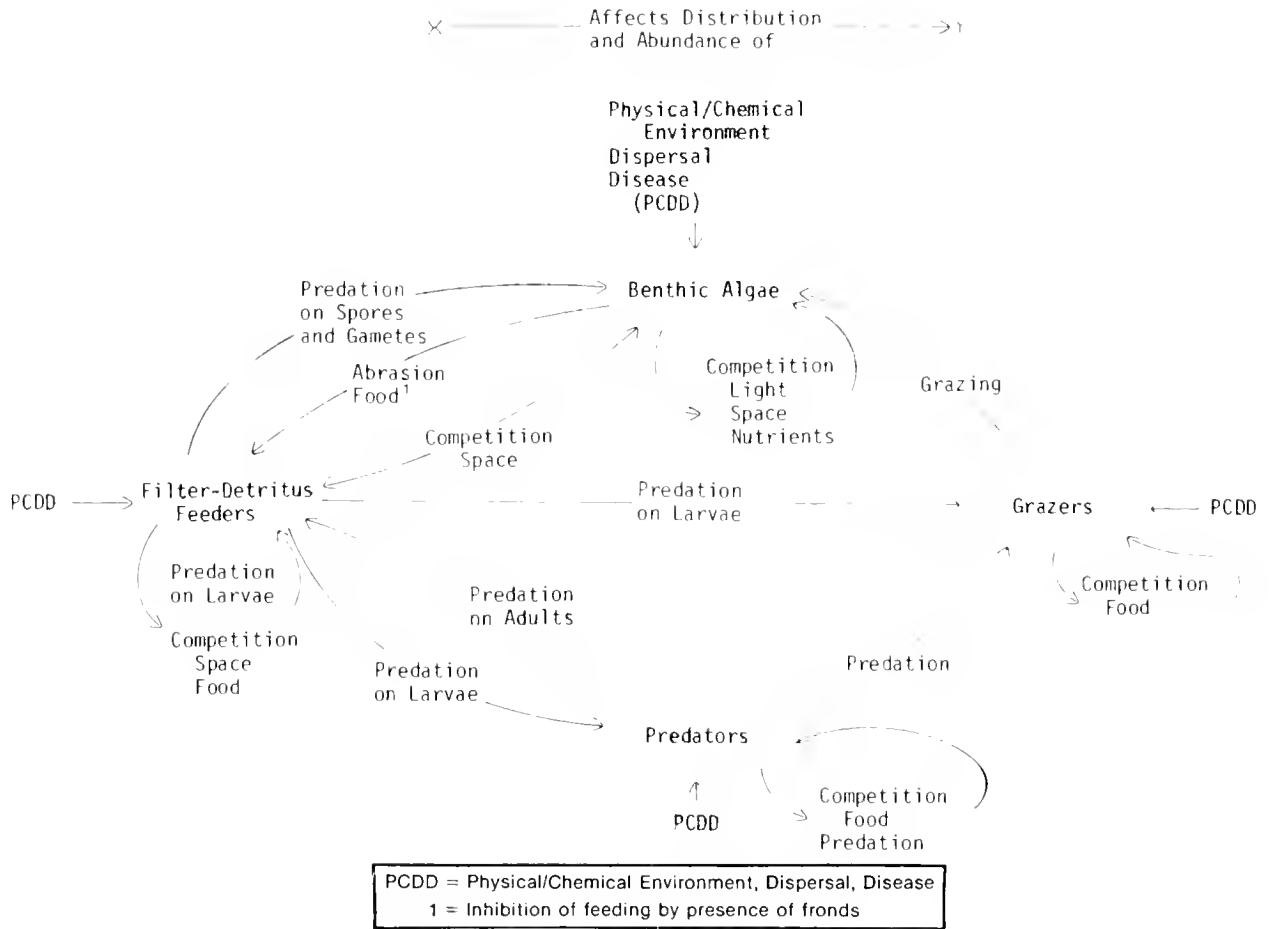 Affects Distribution
and Abundance of
Physical/Chemical
Environment
Dispersal
Disease
(PCDD)
Predation
on Spores
and Gametes
Benthic Algae
Abrasion
Food¹
Competition
Light
Space
Nutrients
Grazing
Competition
Space
PCDD
Filter-Detritus
Feeders
Predation
on Larvae
Grazers
PCDD
Predation
on Larvae
Competition
Space
Food
Predation
on Adults
Competition
Food
Predation
on Larvae
Predation
Predators
PCDD
Competition
Food
Predation
PCDD = Physical/Chemical Environment, Dispersal, Disease
1 = Inhibition of feeding by presence of fronds